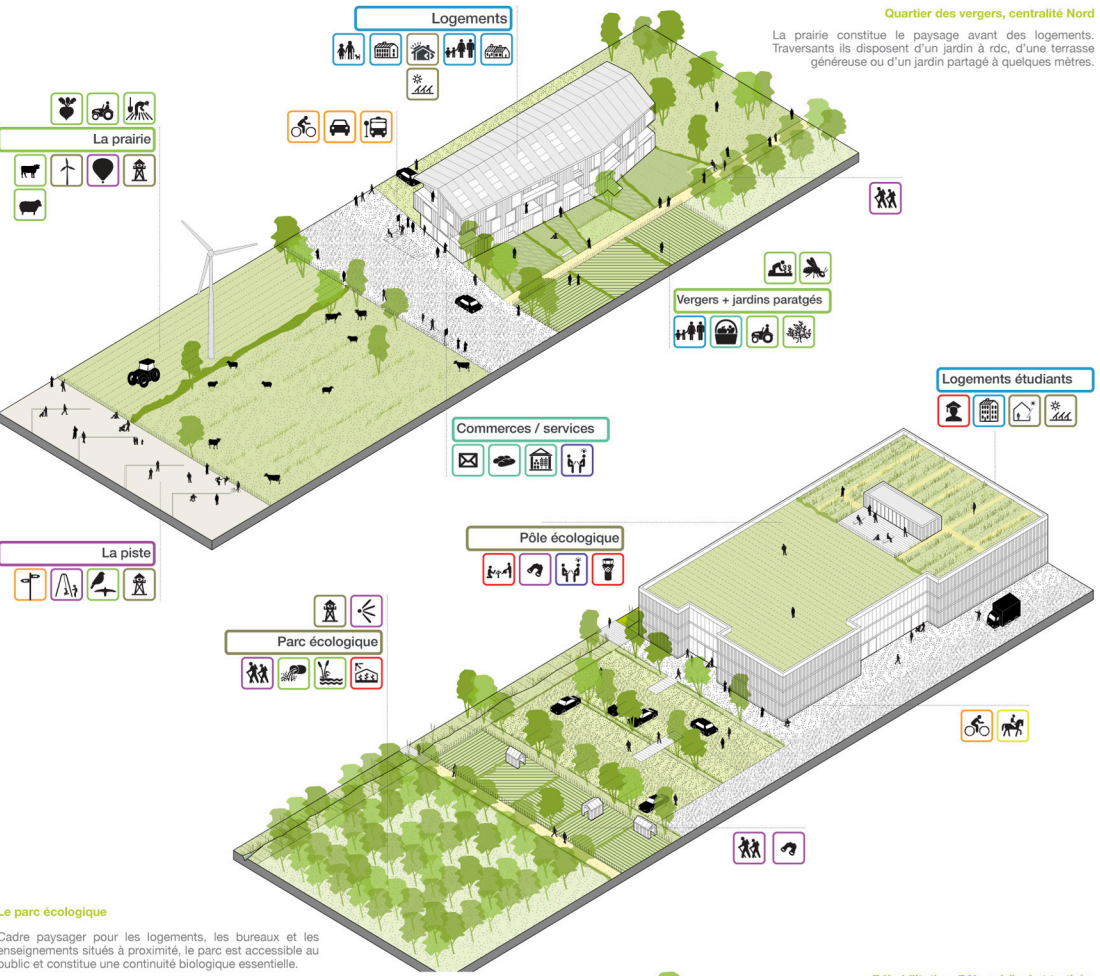 Logements
Quartier des vergers, centralité Nord
La prairie constitue le paysage avant des logements.
Traversants ils disposent d'un jardin à rdc, d'une terrasse
généreuse ou d'un jardin partagé à quelques mètres.
La prairie
Vergers + jardins paratgés
Logements étudiants
Commerces / services
Pôle écologique
La piste
Parc écologique
Le parc écologique
Cadre paysager pour les logements, les bureaux et les
enseignements situés à proximité, le parc est accessible au
public et constitue une continuité biologique essentielle.